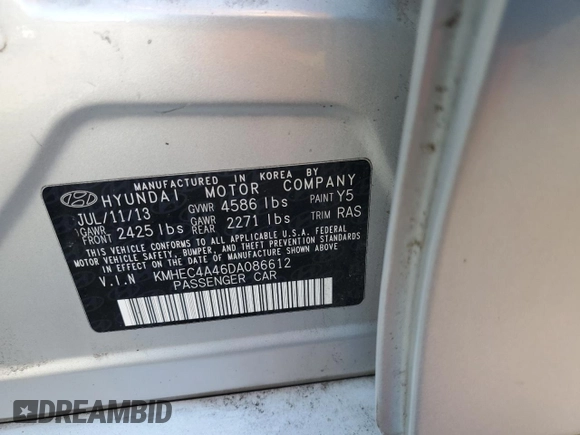 MANUFACTURED IN KOREA BY
HYUNDAI MOTOR COMPANY
JUL/11/13 GVWR 4586 lbs PAINT Y5
GAWR FRONT 2425 lbs GAWR REAR 2271 lbs TRIM RAS
THIS VEHICLE CONFORMS TO ALL APPLICABLE U.S.A. FEDERAL
MOTOR VEHICLE SAFETY, BUMPER, AND THEFT PREVENTION
STANDARDS IN EFFECT ON THE DATE OF MANUFACTURE SHOWN ABOVE.
V.I.N KMHEC4A46DA086612
PASSENGER CAR
DREAMBID